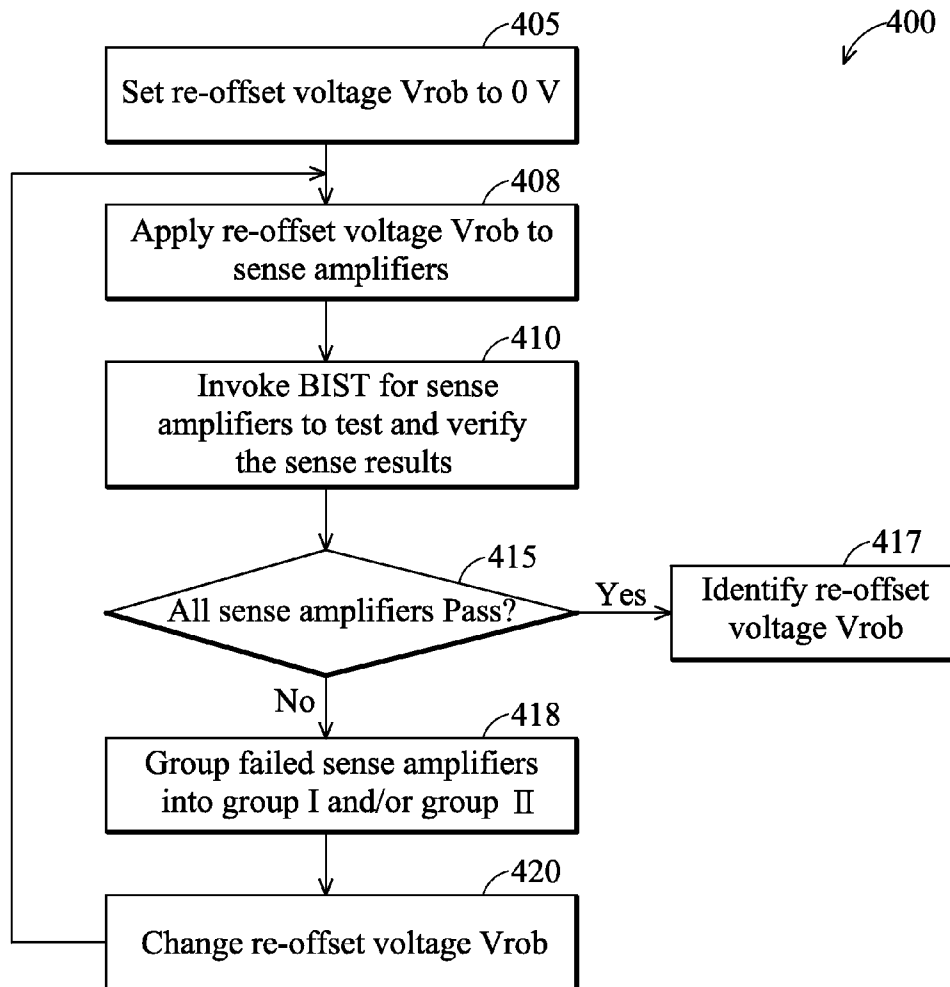 400
405
Set re-offset voltage Vrob to 0 V
408
Apply re-offset voltage Vrob to
sense amplifiers
410
Invoke BIST for sense
amplifiers to test and verify
the sense results
415
All sense amplifiers Pass?
Yes
417
Identify re-offset
voltage Vrob
No
418
Group failed sense amplifiers
into group I and/or group Ⅱ
420
Change re-offset voltage Vrob